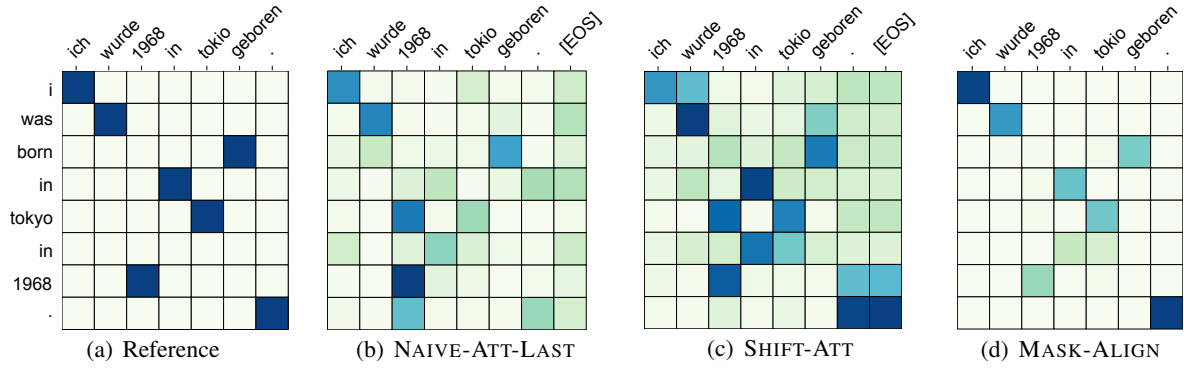 ich wurde 1968 in tokio geboren .
ich wurde 1968 in tokio geboren . [EOS]
ich wurde 1968 in tokio geboren . [EOS]
ich wurde 1968 in tokio geboren .
i
was
born
in
tokyo
in
1968
.
(a) Reference
(b) NAIVE-ATT-LAST
(c) SHIFT-ATT
(d) MASK-ALIGN